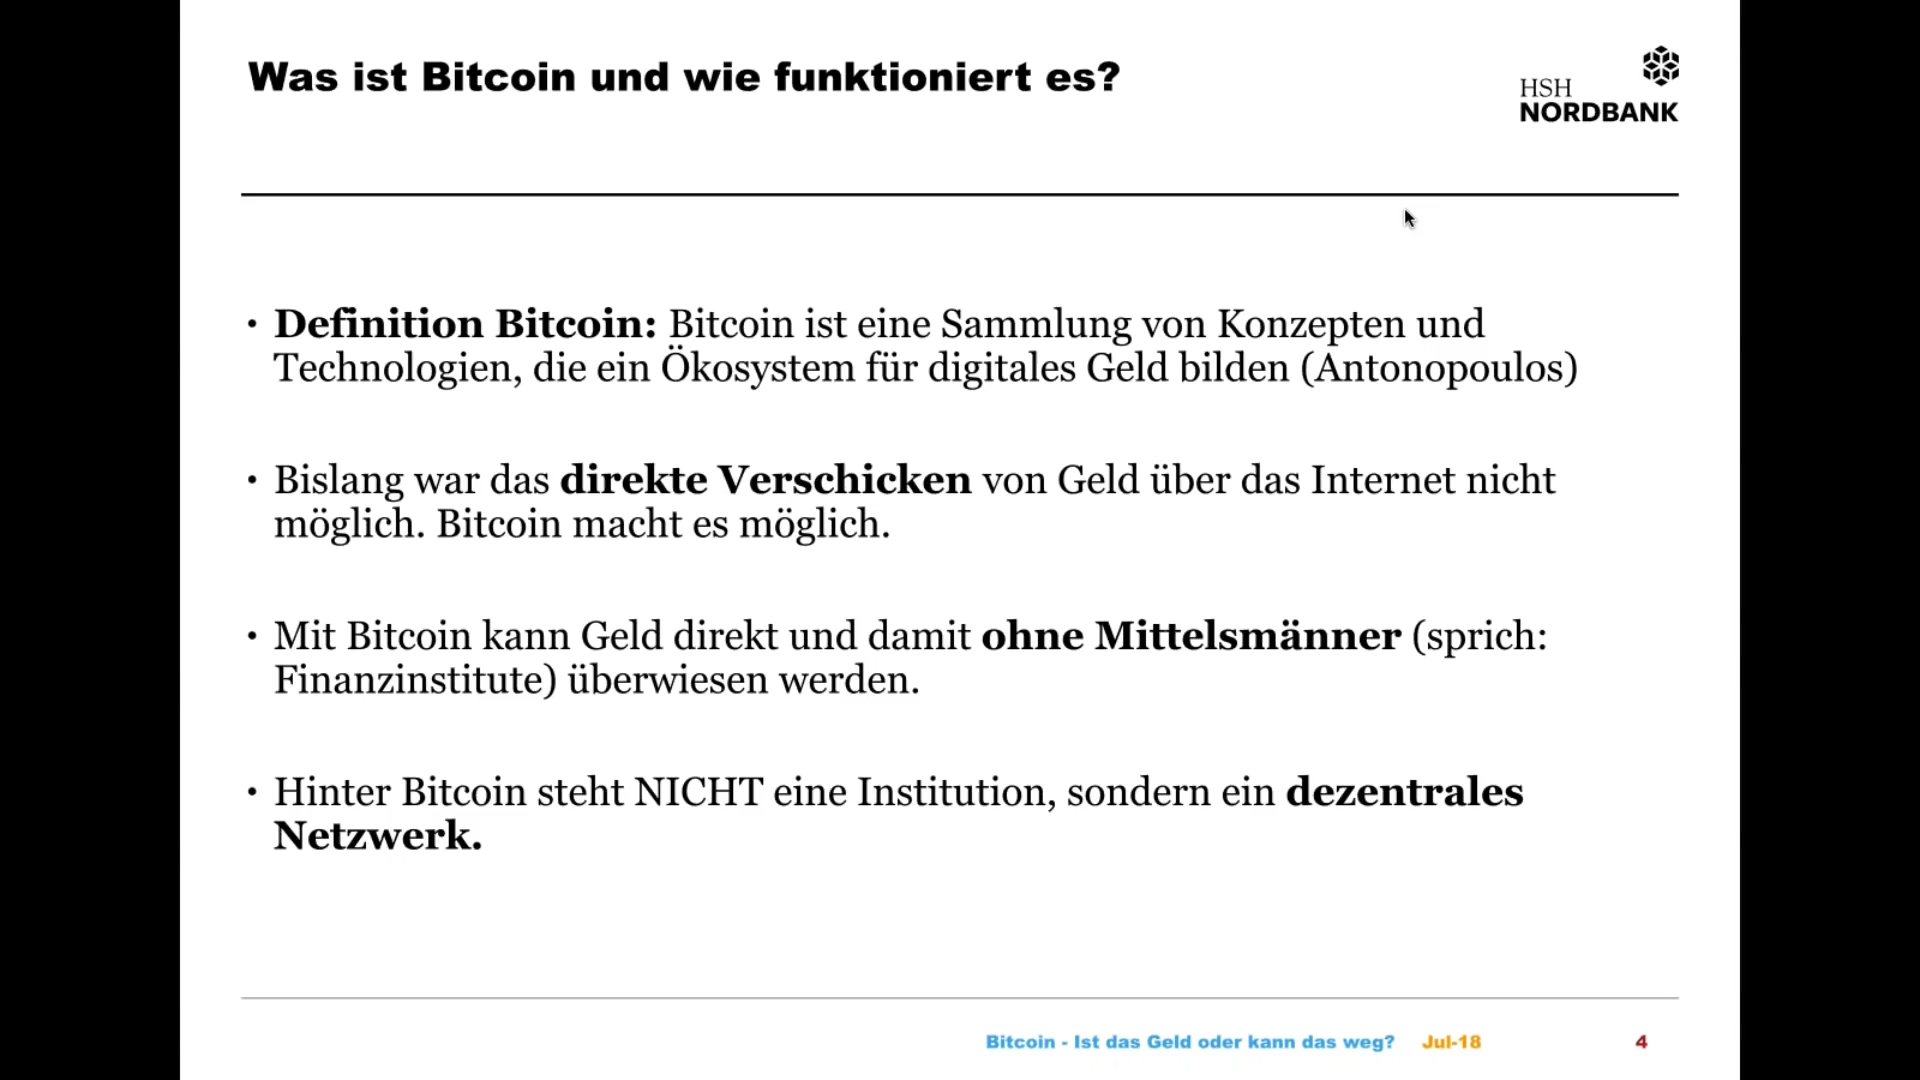 Was ist Bitcoin und wie funktioniert es?
HSH
NORDBANK
• Definition Bitcoin: Bitcoin ist eine Sammlung von Konzepten und
Technologien, die ein Ökosystem für digitales Geld bilden (Antonopoulos)
• Bislang war das direkte Verschicken von Geld über das Internet nicht
möglich. Bitcoin macht es möglich.
• Mit Bitcoin kann Geld direkt und damit ohne Mittelsmänner (sprich:
Finanzinstitute) überwiesen werden.
• Hinter Bitcoin steht NICHT eine Institution, sondern ein dezentrales
Netzwerk.
Bitcoin - Ist das Geld oder kann das weg? Jul-18 4